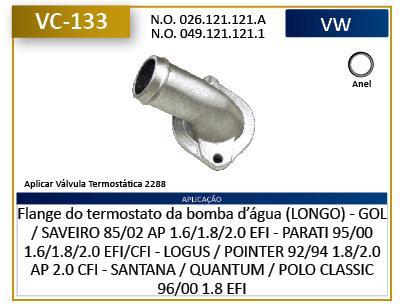 VC-133
N.O. 026.121.121.A
N.O. 049.121.121.1
VW
Anel
Aplicar Válvula Termostática 2288
APLICAÇÃO
Flange do termostato da bomba d’água (LONGO) - GOL
/ SAVEIRO 85/02 AP 1.6/1.8/2.0 EFI - PARATI 95/00
1.6/1.8/2.0 EFI/CFI - LOGUS / POINTER 92/94 1.8/2.0
AP 2.0 CFI - SANTANA / QUANTUM / POLO CLASSIC
96/00 1.8 EFI